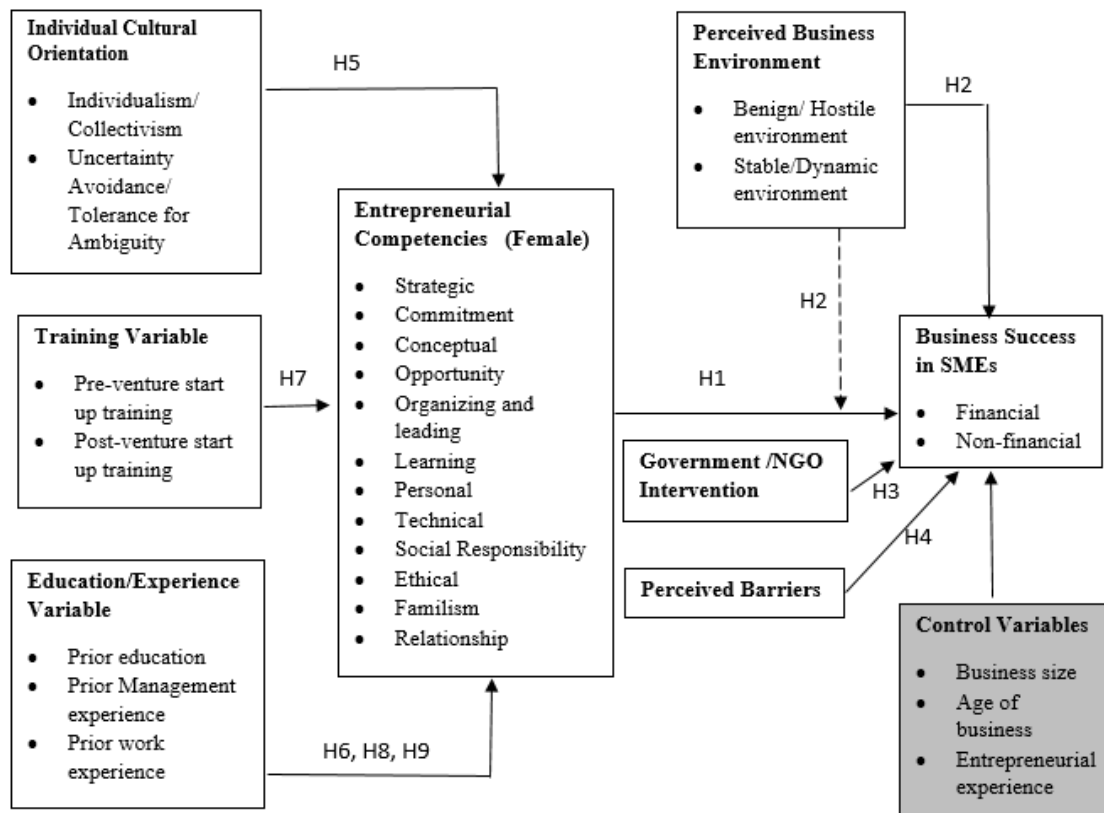 Individual Cultural
Orientation
• Individualism/
Collectivism
• Uncertainty
Avoidance/
Tolerance for
Ambiguity
H5
Perceived Business
Environment
• Benign/ Hostile
environment
• Stable/Dynamic
environment
H2
H2
Training Variable
• Pre-venture start
up training
• Post-venture start
up training
H7
Entrepreneurial
Competencies (Female)
• Strategic
• Commitment
• Conceptual
• Opportunity
• Organizing and
leading
• Learning
• Personal
• Technical
• Social Responsibility
• Ethical
• Familism
• Relationship
H1
Business Success
in SMEs
• Financial
• Non-financial
Government /NGO
Intervention
H3
Perceived Barriers
H4
Education/Experience
Variable
• Prior education
• Prior Management
experience
• Prior work
experience
H6, H8, H9
Control Variables
• Business size
• Age of
business
• Entrepreneurial
experience